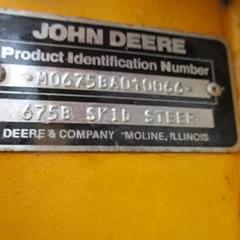 JOHN DEERE
Product Identification Number
*M0675BA010066*
675B SKID STEER
DEERE & COMPANY MOLINE, ILLINOIS